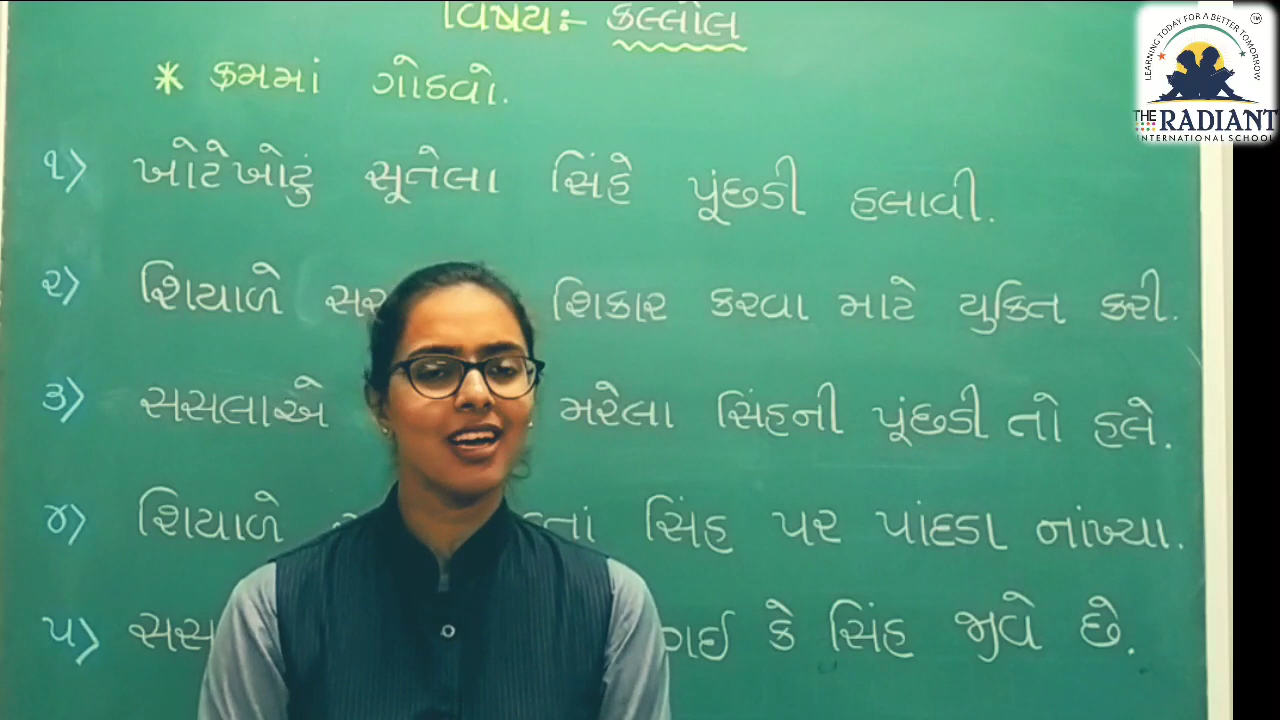 વિષય:- કલ્લોલ
* ક્રમમાં ગોઠવો.
૧) ખોટેખોટું સૂતેલા સિંહે પૂંછડી હલાવી.
૨) શિયાળે શિકાર કરવા માટે યુક્તિ કરી.
૩) સસલાએ મરેલા સિંહની પૂંછડી તો હલે.
૪) શિયાળે સિંહ પર પાંદડા નાંખ્યા.
૫) ગઈ કે સિંહ જીવે છે.
LEARNING TODAY FOR A BETTER TOMORROW
THE RADIANT
INTERNATIONAL SCHOOL